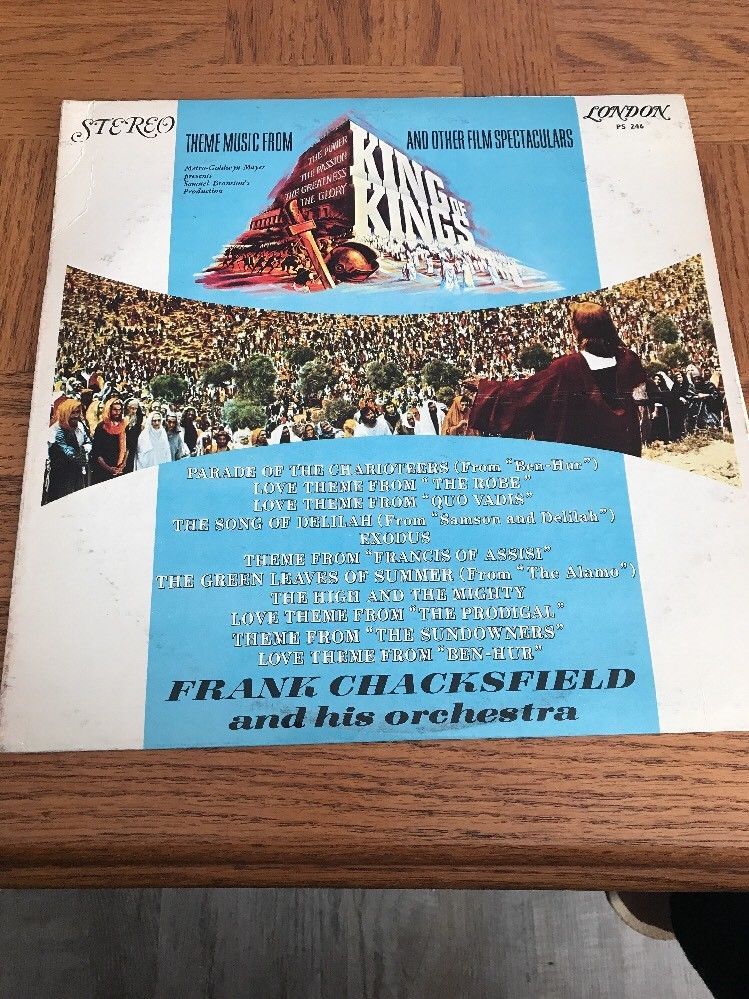 STEREO
LONDON
PS 246
THEME MUSIC FROM
AND OTHER FILM SPECTACULARS
Metro-Goldwyn-Mayer
presents
Samuel Bronston's
Production
THE POWER
THE PASSION
THE GREATNESS
THE GLORY
KING
OF
KINGS
PARADE OF THE CHARIOTEERS (From "Ben-Hur")
LOVE THEME FROM "THE ROBE"
LOVE THEME FROM "QUO VADIS"
THE SONG OF DELILAH (From "Samson and Delilah")
EXODUS
THEME FROM "FRANCIS OF ASSISI"
THE GREEN LEAVES OF SUMMER (From "The Alamo")
THE HIGH AND THE MIGHTY
LOVE THEME FROM "THE PRODIGAL"
THEME FROM "THE SUNDOWNERS"
LOVE THEME FROM "BEN-HUR"
FRANK CHACKSFIELD
and his orchestra